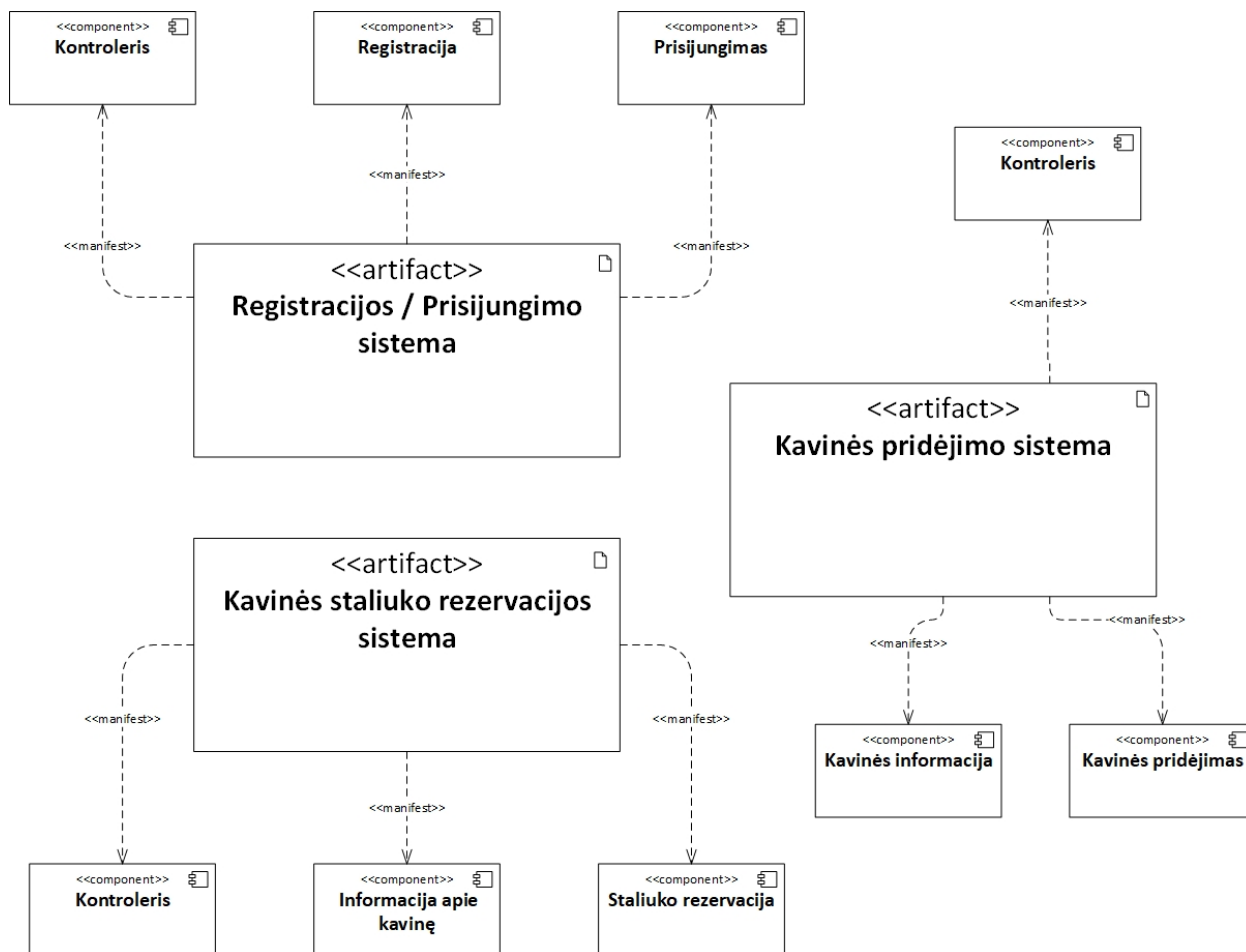 <<component>>
Kontroleris
<<component>>
Registracija
<<component>>
Prisijungimas
<<component>>
Kontroleris
<<manifest>>
<<manifest>>
<<manifest>>
<<manifest>>
<<artifact>>
Registracijos / Prisijungimo
sistema
<<artifact>>
Kavinės pridėjimo sistema
<<artifact>>
Kavinės staliuko rezervacijos
sistema
<<manifest>>
<<manifest>>
<<manifest>>
<<manifest>>
<<manifest>>
<<component>>
Kavinės informacija
<<component>>
Kavinės pridėjimas
<<component>>
Kontroleris
<<component>>
Informacija apie
kavinę
<<component>>
Staliuko rezervacija